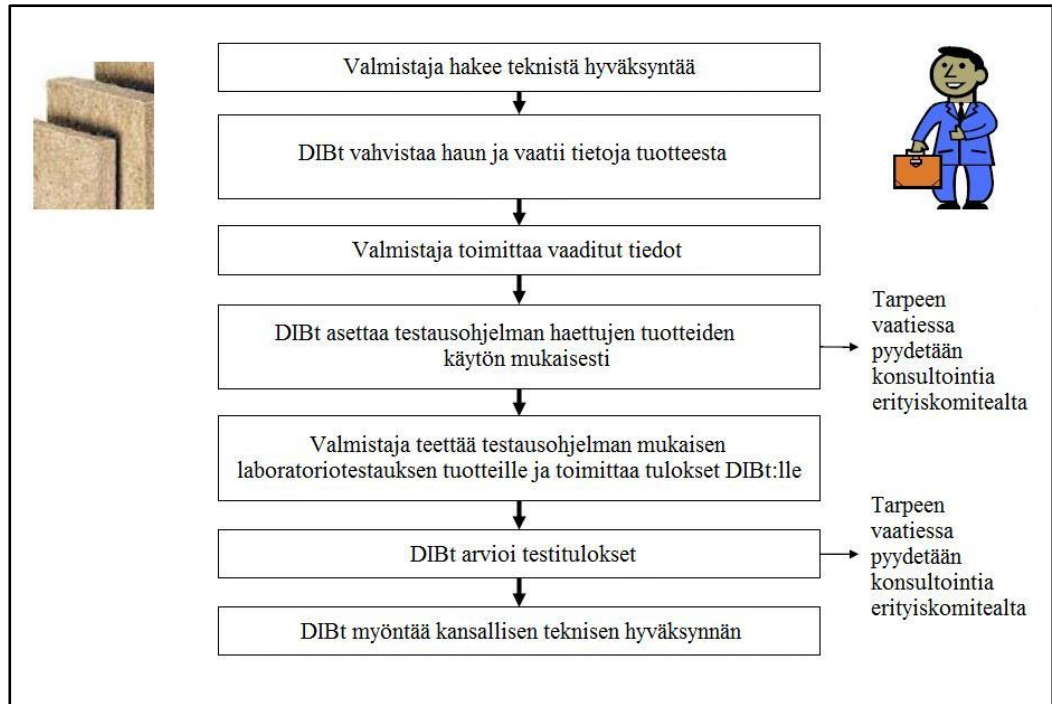 Valmistaja hakee teknistä hyväksyntää
DIBt vahvistaa haun ja vaatii tietoja tuotteesta
Valmistaja toimittaa vaaditut tiedot
DIBt asettaa testausohjelman haettujen tuotteiden
käytön mukaisesti
Tarpeen
vaatiessa
pyydetään
konsultointia
erityiskomitealta
Valmistaja teettää testausohjelman mukaisen
laboratoriotestauksen tuotteille ja toimittaa tulokset DIBt:lle
DIBt arvioi testitulokset
Tarpeen
vaatiessa
pyydetään
konsultointia
erityiskomitealta
DIBt myöntää kansallisen teknisen hyväksynnän